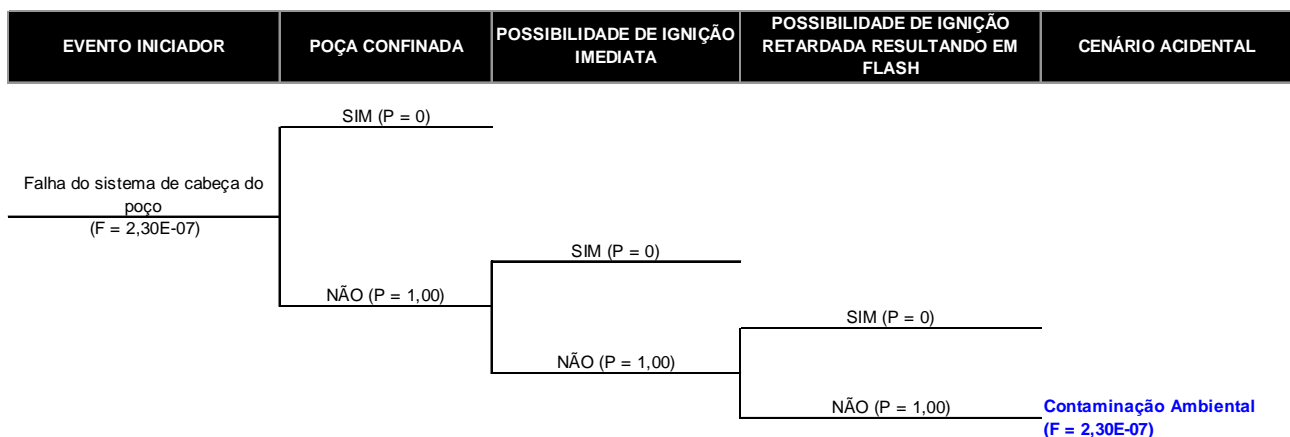 EVENTO INICIADOR
POÇA CONFINADA
POSSIBILIDADE DE IGNIÇÃO
IMEDIATA
POSSIBILIDADE DE IGNIÇÃO
RETARDADA RESULTANDO EM
FLASH
CENÁRIO ACIDENTAL
SIM (P = 0)
Falha do sistema de cabeça do
poço
(F = 2,30E-07)
SIM (P = 0)
NÃO (P = 1,00)
SIM (P = 0)
NÃO (P = 1,00)
NÃO (P = 1,00)
Contaminação Ambiental
(F = 2,30E-07)